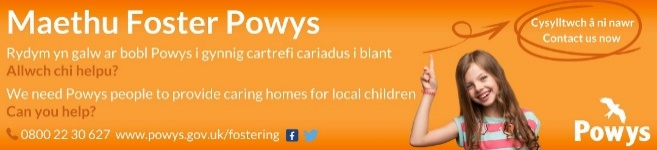 Maethu Foster Powys
Rydym yn galw ar bobl Powys i gynnig cartrefi cariadus i blant
Allwch chi helpu?
We need Powys people to provide caring homes for local children
Can you help?
0800 22 30 627 www.powys.gov.uk/fostering
Cysylltwch â ni nawr
Contact us now
Powys